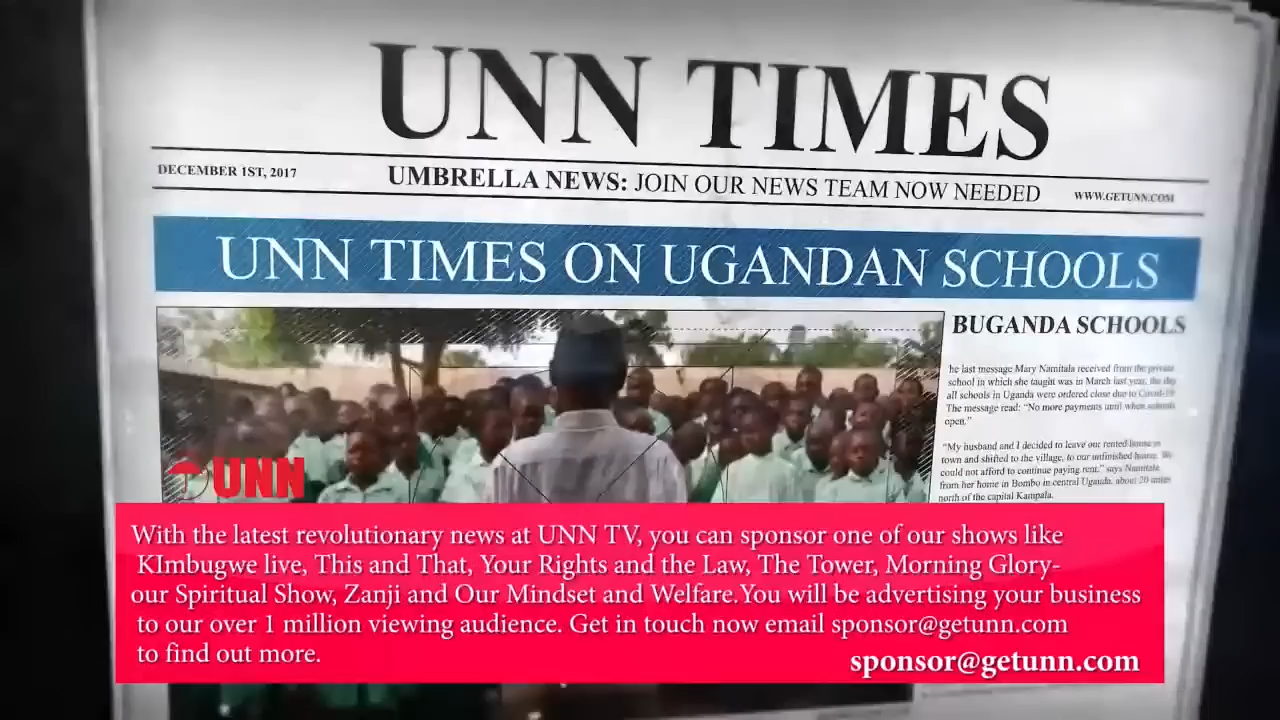 UNN TIMES
DECEMBER 1ST, 2017
UMBRELLA NEWS: JOIN OUR NEWS TEAM NOW NEEDED
WWW.GETUNN.COM
UNN TIMES ON UGANDAN SCHOOLS
BUGANDA SCHOOLS
he last message Mary Namitala received from the private
school in which she taught was in March last year, the day
all schools in Uganda were ordered close due to Covid-19
The message read: “No more payments until when schools
open.”
“My husband and I decided to leave our rented house in
town and shifted to the village, to our unfinished home. We
could not afford to continue paying rent,” says Namitala
from her home in Bombo in central Uganda, about 20 miles
north of the capital Kampala.
UNN
With the latest revolutionary news at UNN TV, you can sponsor one of our shows like
KImbugwe live, This and That, Your Rights and the Law, The Tower, Morning Glory-
our Spiritual Show, Zanji and Our Mindset and Welfare.You will be advertising your business
to our over 1 million viewing audience. Get in touch now email sponsor@getunn.com
to find out more.
sponsor@getunn.com